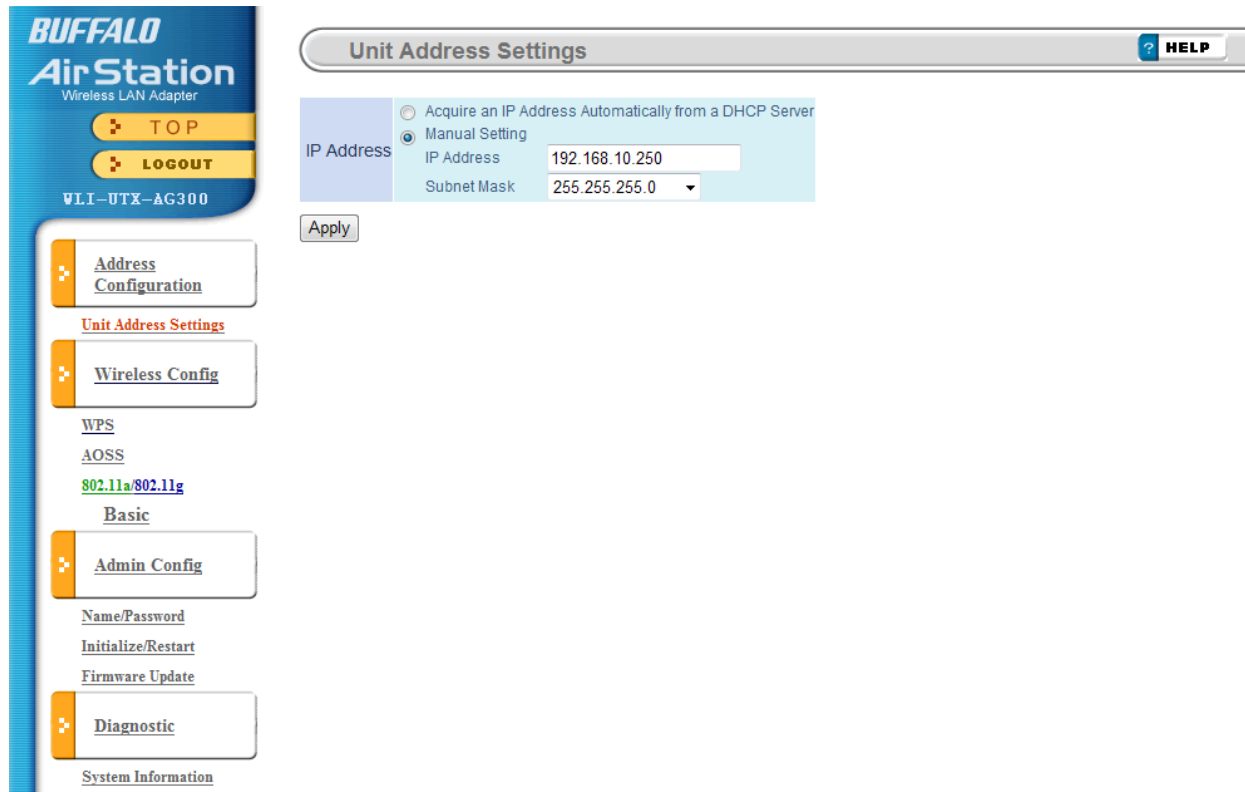 BUFFALO
AirStation
Wireless LAN Adapter
TOP
LOGOUT
WLI-UTX-AG300
Address
Configuration
Unit Address Settings
Wireless Config
WPS
AOSS
802.11a/802.11g
Basic
Admin Config
Name/Password
Initialize/Restart
Firmware Update
Diagnostic
System Information
Unit Address Settings
? HELP
IP Address
Acquire an IP Address Automatically from a DHCP Server
Manual Setting
IP Address 192.168.10.250
Subnet Mask 255.255.255.0
Apply